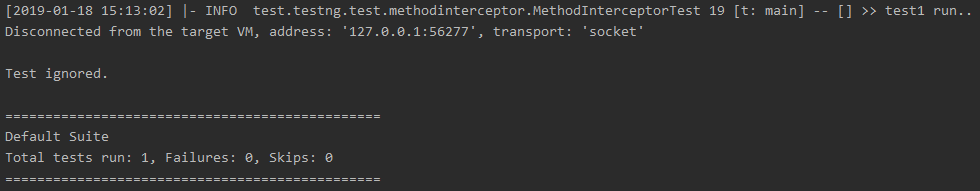 [2019-01-18 15:13:02] |- INFO  test.testng.test.methodinterceptor.MethodInterceptorTest 19 [t: main] -- [] >> test1 run..
Disconnected from the target VM, address: '127.0.0.1:56277', transport: 'socket'
Test ignored.
===============================================
Default Suite
Total tests run: 1, Failures: 0, Skips: 0
===============================================